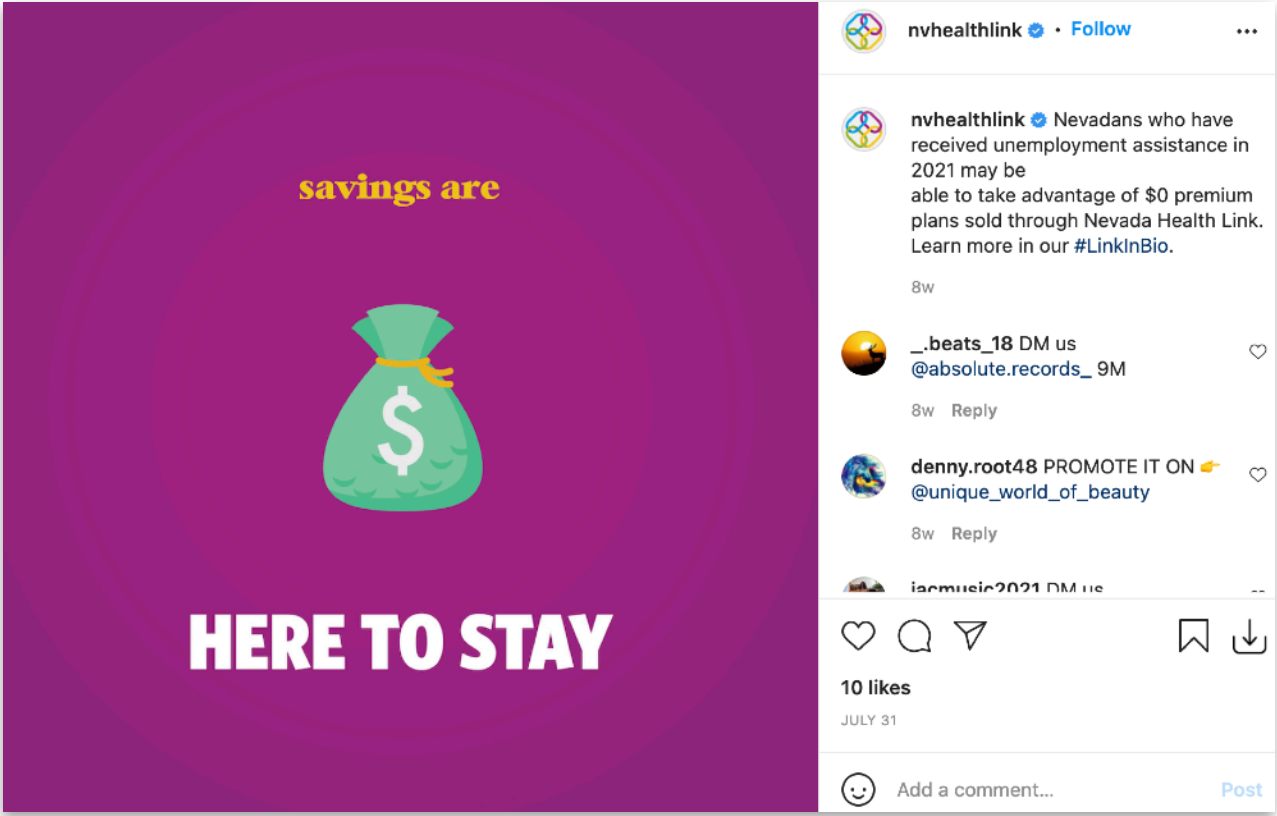 savings are
$
HERE TO STAY
nvhealthlink • Follow
nvhealthlink Nevadans who have
received unemployment assistance in
2021 may be
able to take advantage of $0 premium
plans sold through Nevada Health Link.
Learn more in our #LinkInBio.
8w
_.beats_18 DM us
@absolute.records_ 9M
8w Reply
denny.root48 PROMOTE IT ON 👉
@unique_world_of_beauty
8w Reply
jacmusic2021 DM us
10 likes
JULY 31
Add a comment...
Post